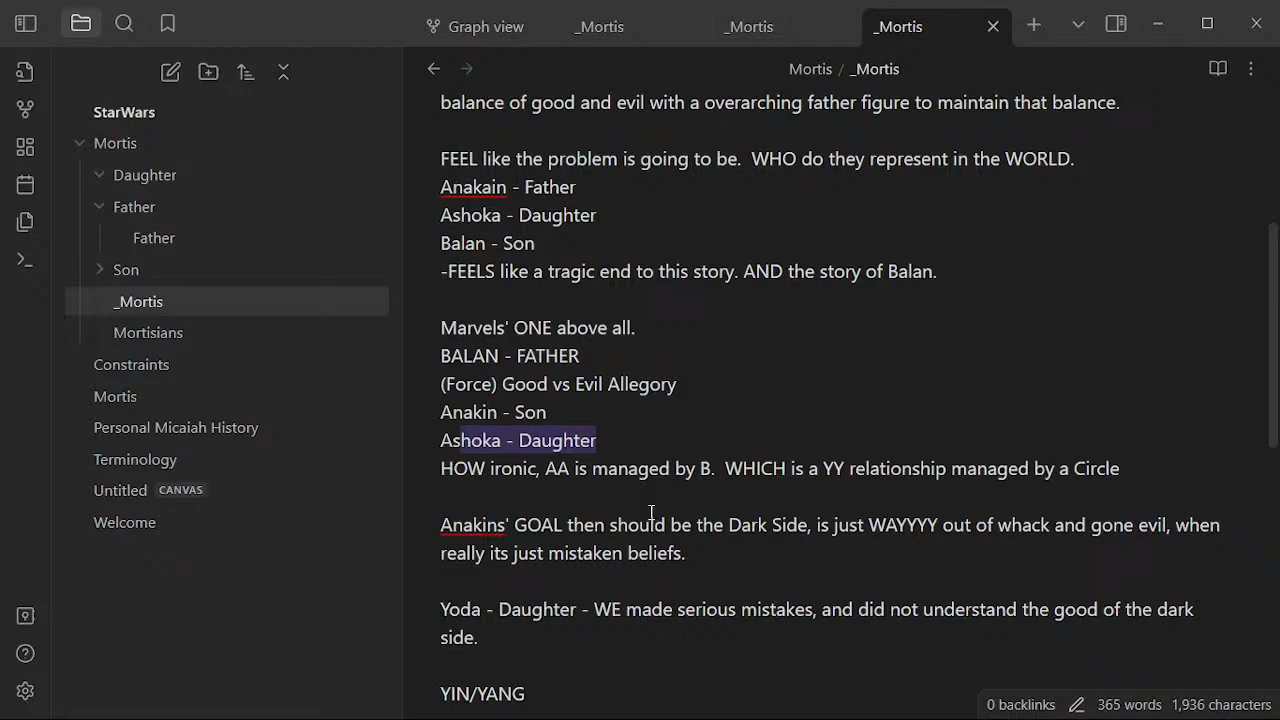 Graph view
_Mortis
_Mortis
_Mortis
Mortis / _Mortis
StarWars
Mortis
Daughter
Father
Father
Son
_Mortis
Mortisians
Constraints
Mortis
Personal Micaiah History
Terminology
Untitled CANVAS
Welcome
balance of good and evil with a overarching father figure to maintain that balance.
FEEL like the problem is going to be. WHO do they represent in the WORLD.
Anakain - Father
Ashoka - Daughter
Balan - Son
-FEELS like a tragic end to this story. AND the story of Balan.
Marvels' ONE above all.
BALAN - FATHER
(Force) Good vs Evil Allegory
Anakin - Son
Ashoka - Daughter
HOW ironic, AA is managed by B. WHICH is a YY relationship managed by a Circle
Anakins' GOAL then should be the Dark Side, is just WAYYYY out of whack and gone evil, when
really its just mistaken beliefs.
Yoda - Daughter - WE made serious mistakes, and did not understand the good of the dark
side.
YIN/YANG
0 backlinks 365 words 1,936 characters